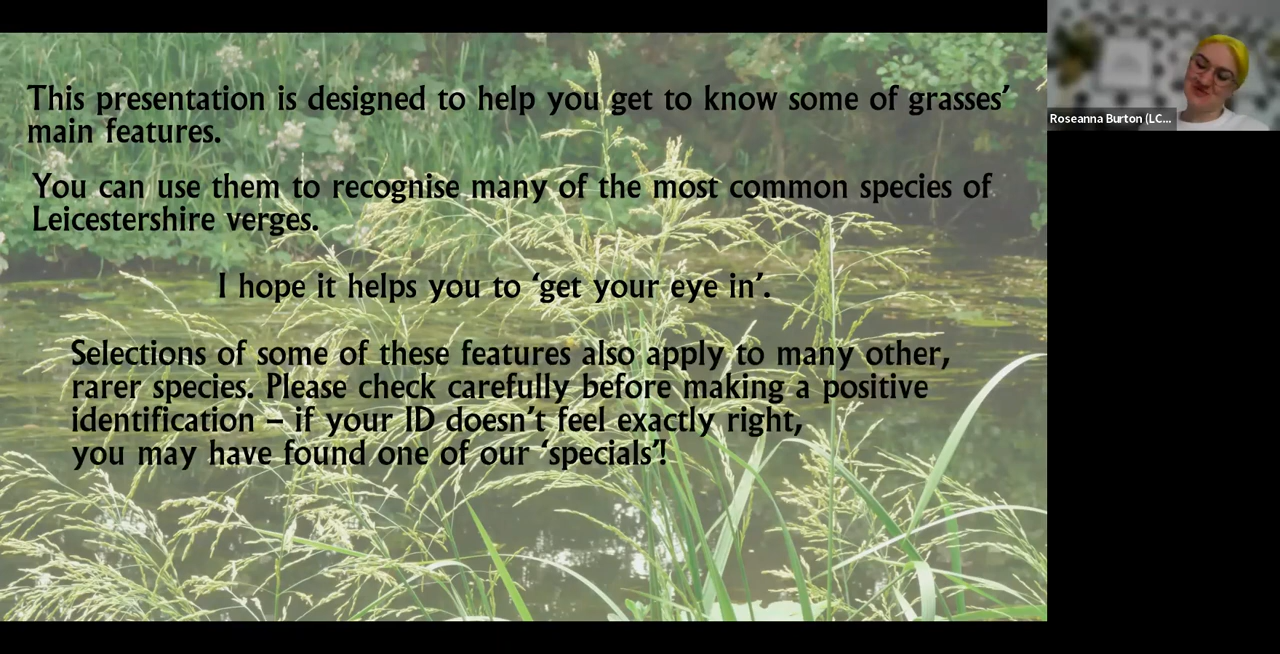 This presentation is designed to help you get to know some of grasses’
main features.
You can use them to recognise many of the most common species of
Leicestershire verges.
I hope it helps you to ‘get your eye in’.
Selections of some of these features also apply to many other,
rarer species. Please check carefully before making a positive
identification – if your ID doesn’t feel exactly right,
you may have found one of our ‘specials’!
Roseanna Burton (LC...